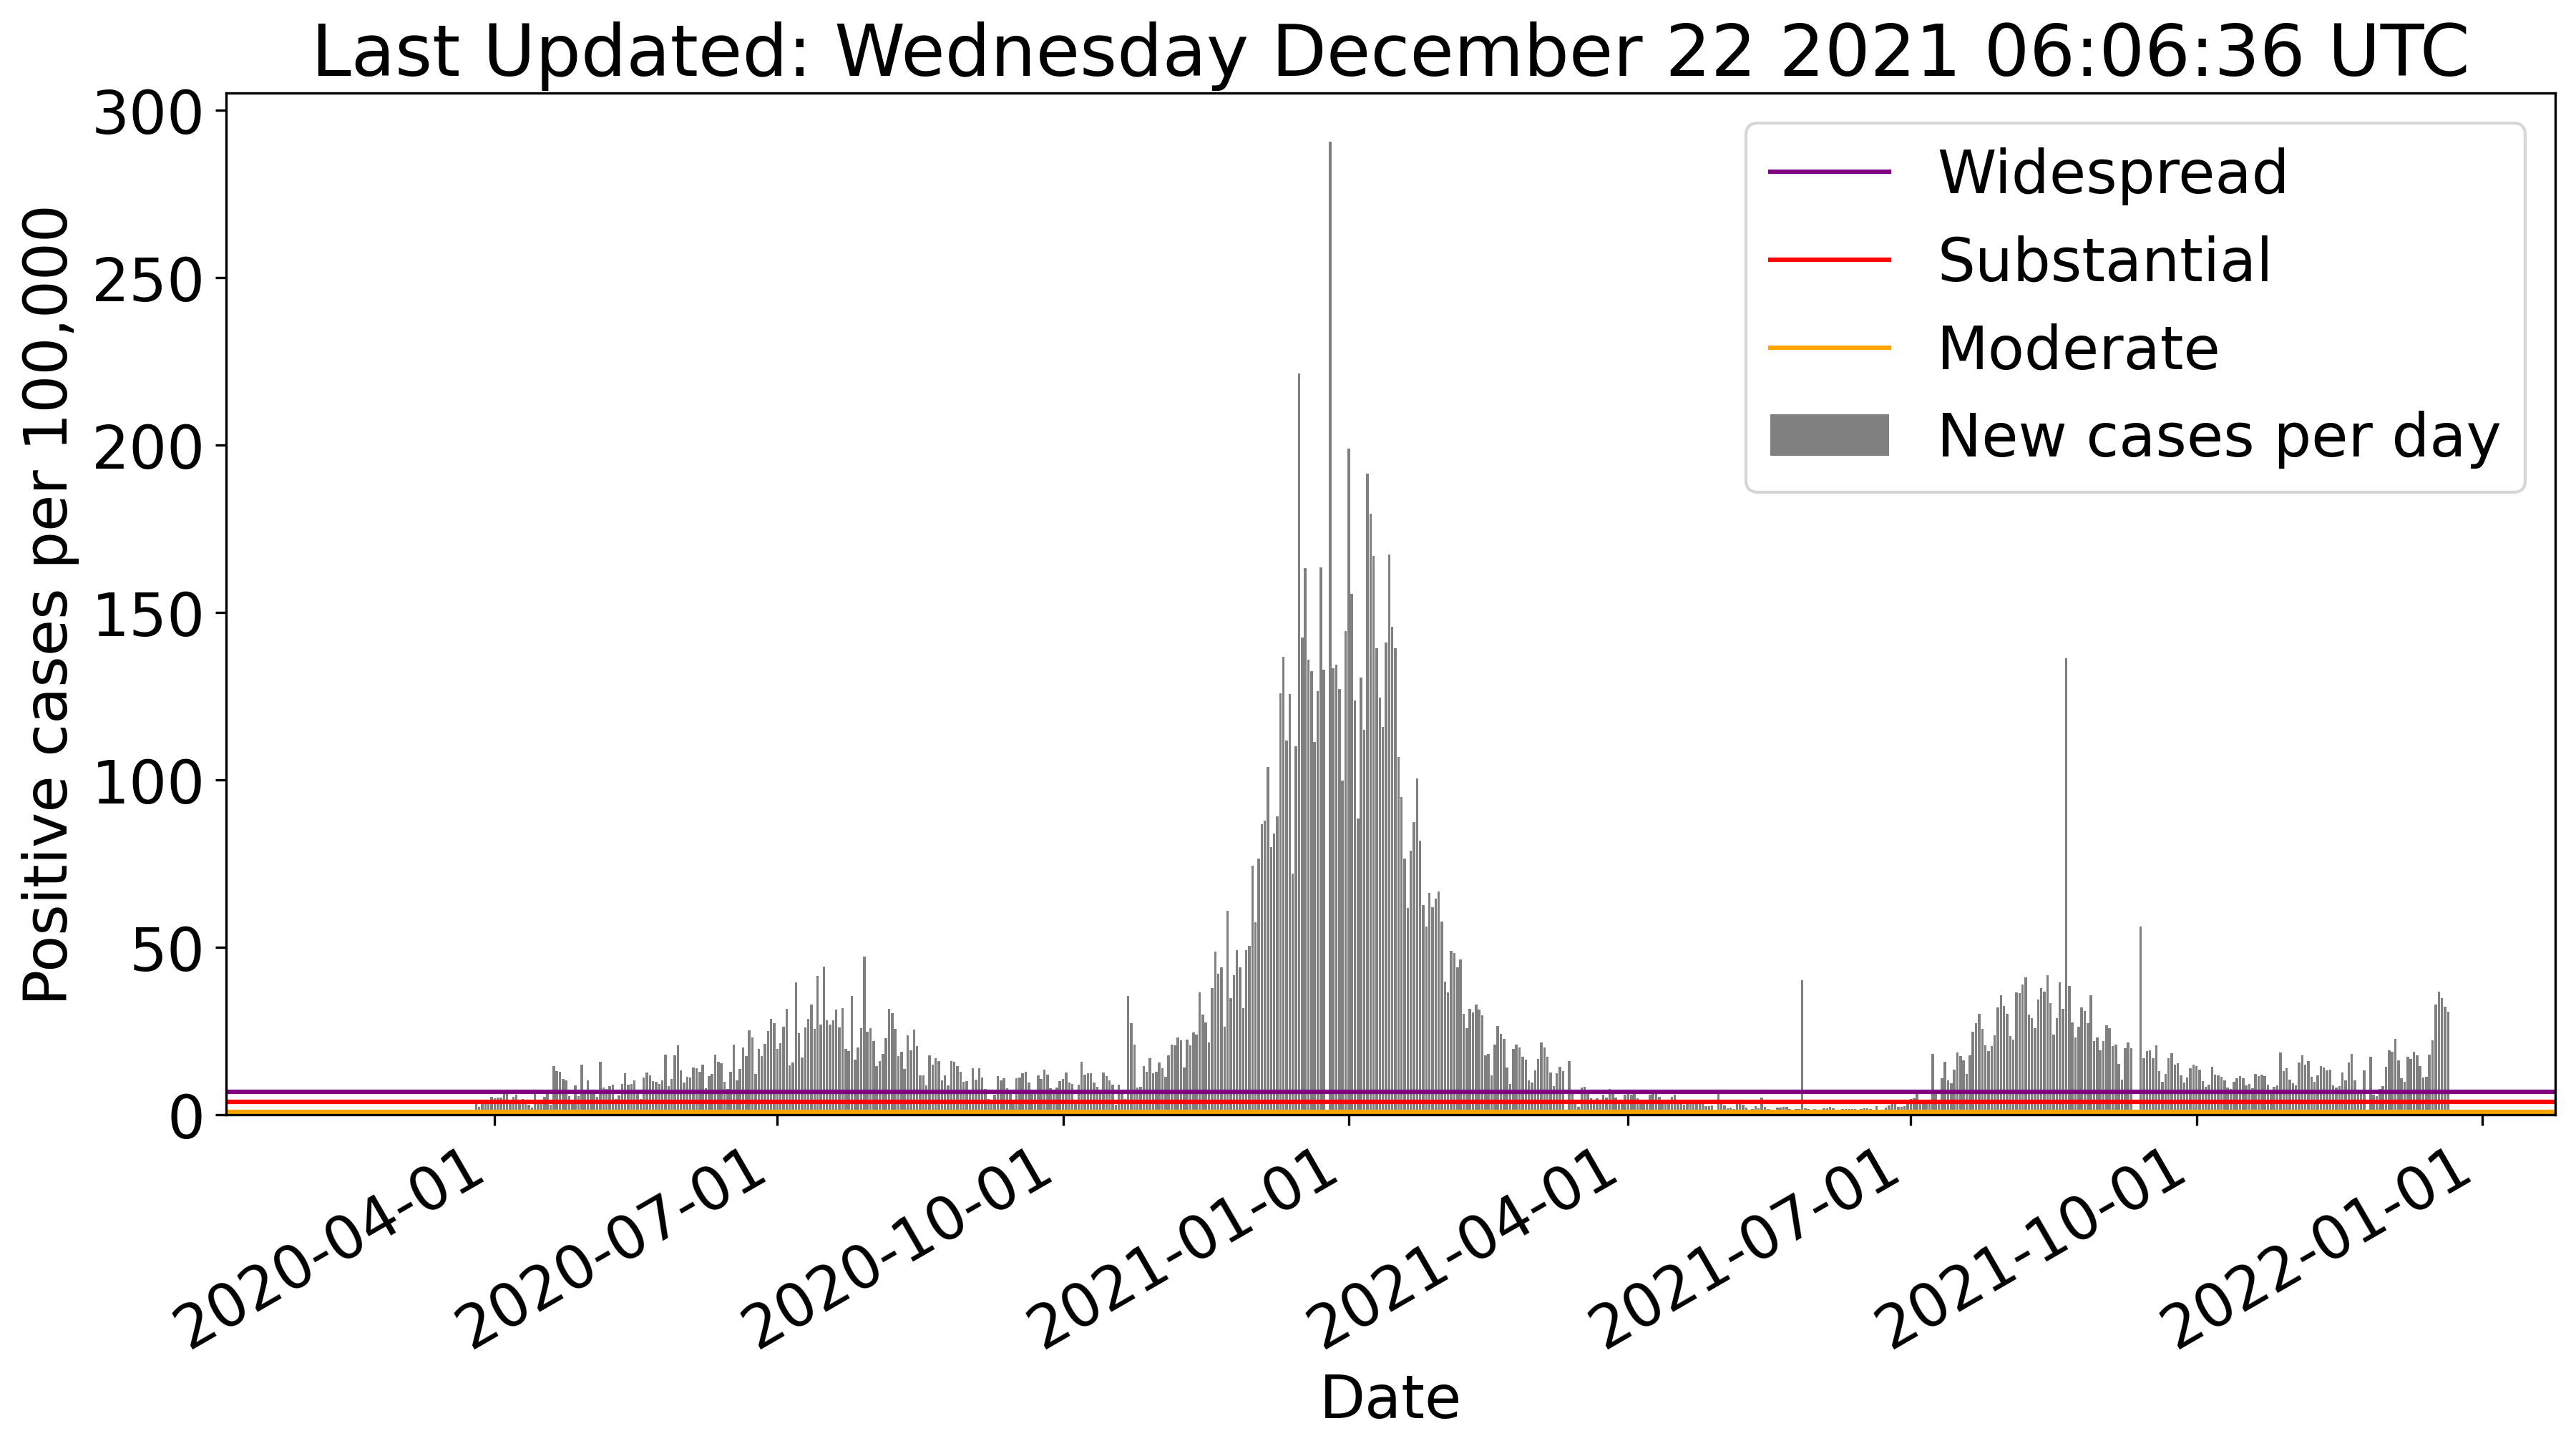 Last Updated: Wednesday December 22 2021 06:06:36 UTC
300
250
200
150
100
50
0
Positive cases per 100,000
Widespread
Substantial
Moderate
New cases per day
2020-04-01
2020-07-01
2020-10-01
2021-01-01
2021-04-01
2021-07-01
2021-10-01
2022-01-01
Date